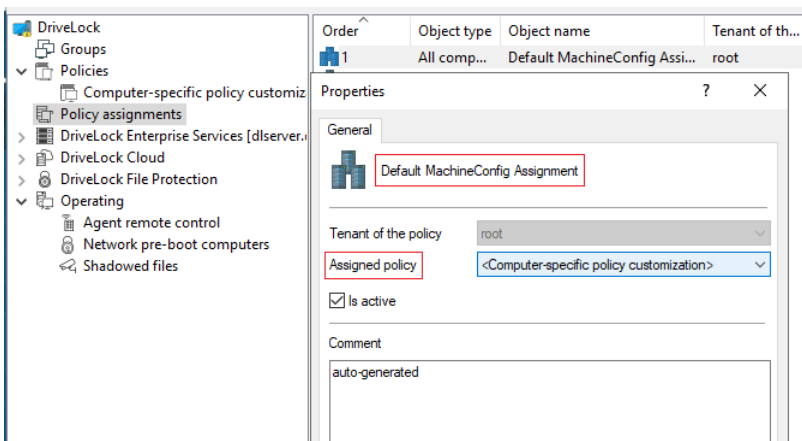 DriveLock
Groups
Policies
Computer-specific policy customiz
Policy assignments
DriveLock Enterprise Services [dlserver.
DriveLock Cloud
DriveLock File Protection
Operating
Agent remote control
Network pre-boot computers
Shadowed files
Order Object type Object name Tenant of th...
1 All comp... Default MachineConfig Assi... root
Properties ? X
General
Default MachineConfig Assignment
Tenant of the policy root
Assigned policy <Computer-specific policy customization>
Is active
Comment
auto-generated